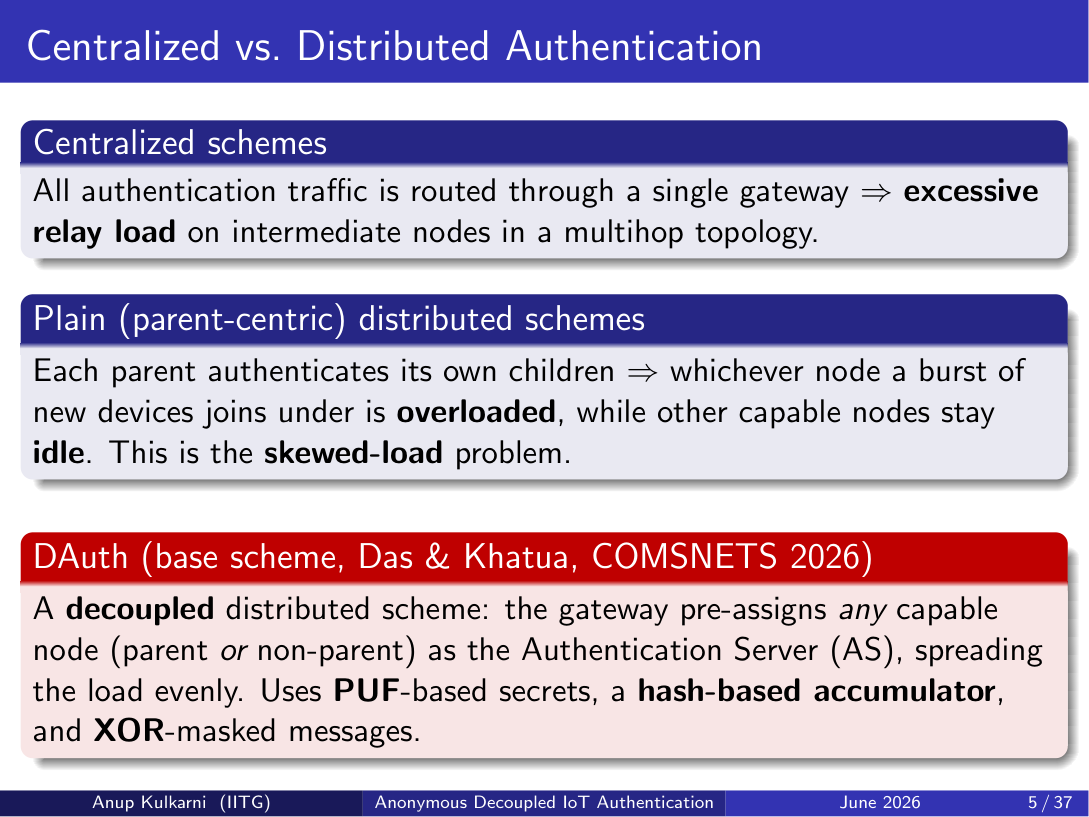 Centralized vs. Distributed Authentication
Centralized schemes
All authentication traffic is routed through a single gateway ⇒ excessive
relay load on intermediate nodes in a multihop topology.
Plain (parent-centric) distributed schemes
Each parent authenticates its own children ⇒ whichever node a burst of
new devices joins under is overloaded, while other capable nodes stay
idle. This is the skewed-load problem.
DAuth (base scheme, Das & Khatua, COMSNETS 2026)
A decoupled distributed scheme: the gateway pre-assigns any capable
node (parent or non-parent) as the Authentication Server (AS), spreading
the load evenly. Uses PUF-based secrets, a hash-based accumulator,
and XOR-masked messages.
Anup Kulkarni (IITG) Anonymous Decoupled IoT Authentication June 2026 5 / 37